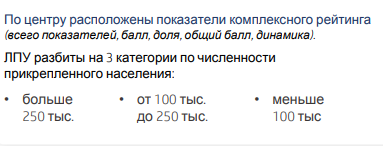 По центру расположены показатели комплексного рейтинга
(всего показателей, балл, доля, общий балл, динамика).
ЛПУ разбиты на 3 категории по численности
прикрепленного населения:
• больше
250 тыс.
• от 100 тыс.
до 250 тыс.
• меньше
100 тыс